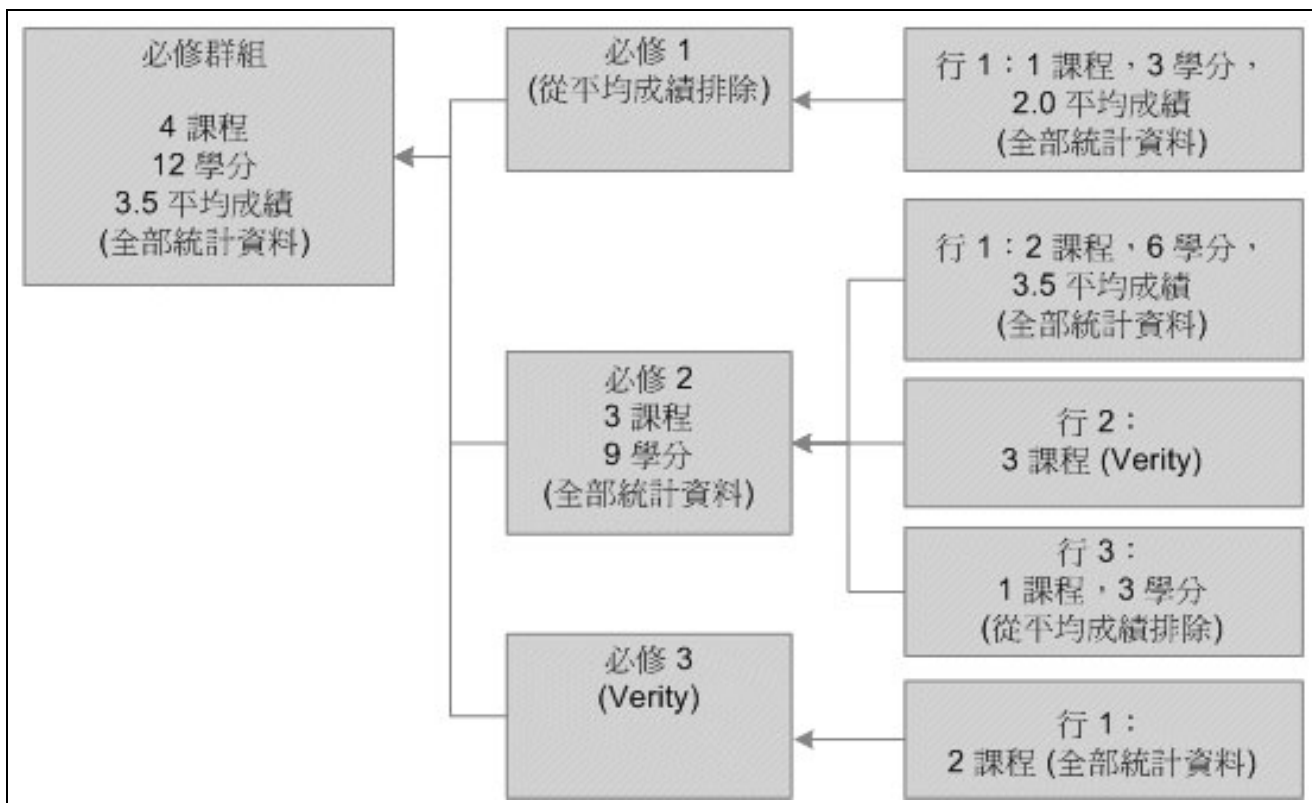 必修群組
4 課程
12 學分
3.5 平均成績
(全部統計資料)
必修 1
(從平均成績排除)
行 1：1 課程，3 學分，
2.0 平均成績
(全部統計資料)
必修 2
3 課程
9 學分
(全部統計資料)
行 1：2 課程，6 學分，
3.5 平均成績
(全部統計資料)
行 2：
3 課程 (Verity)
行 3：
1 課程，3 學分
(從平均成績排除)
必修 3
(Verity)
行 1：
2 課程 (全部統計資料)